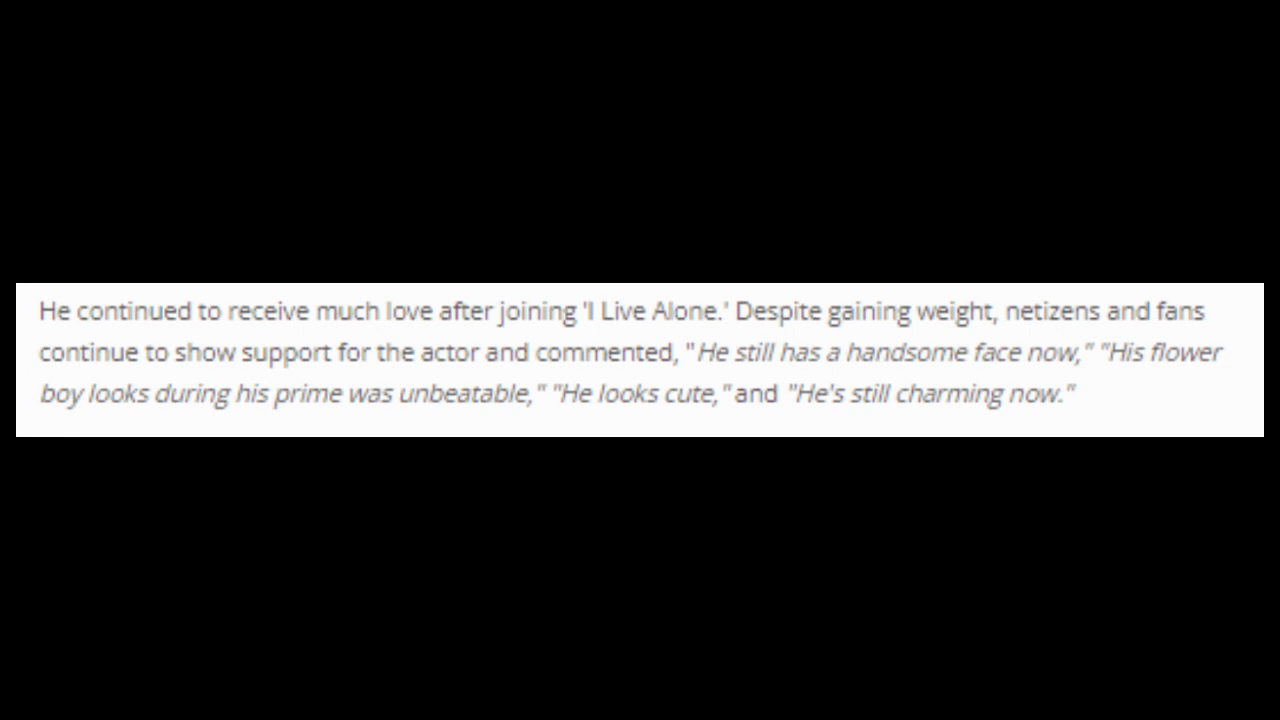 He continued to receive much love after joining 'I Live Alone.' Despite gaining weight, netizens and fans
continue to show support for the actor and commented, "He still has a handsome face now," "His flower
boy looks during his prime was unbeatable," "He looks cute," and "He's still charming now."